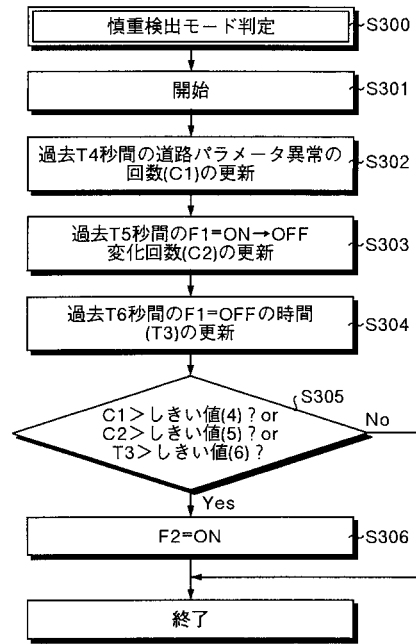 慎重検出モード判定
S300
開始
S301
過去T4秒間の道路パラメータ異常の
回数(C1)の更新
S302
過去T5秒間のF1=ON→OFF
変化回数(C2)の更新
S303
過去T6秒間のF1=OFFの時間
(T3)の更新
S304
S305
C1>しきい値(4)?or
C2>しきい値(5)?or
T3>しきい値(6)?
No
Yes
F2=ON
S306
終了